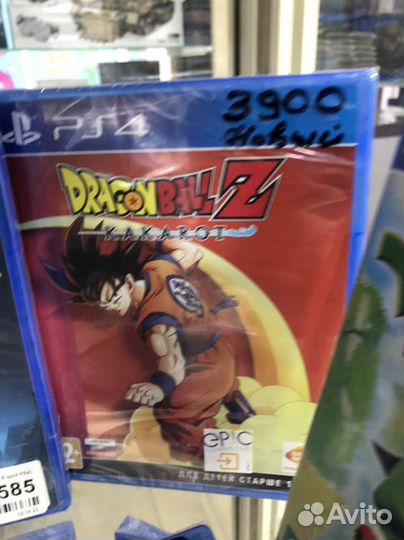 PS4
3900
Новый
DRAGON BALL Z
KAKAROT
EPIC
ДЛЯ ДЕТЕЙ СТАРШЕ 1
585
Avito